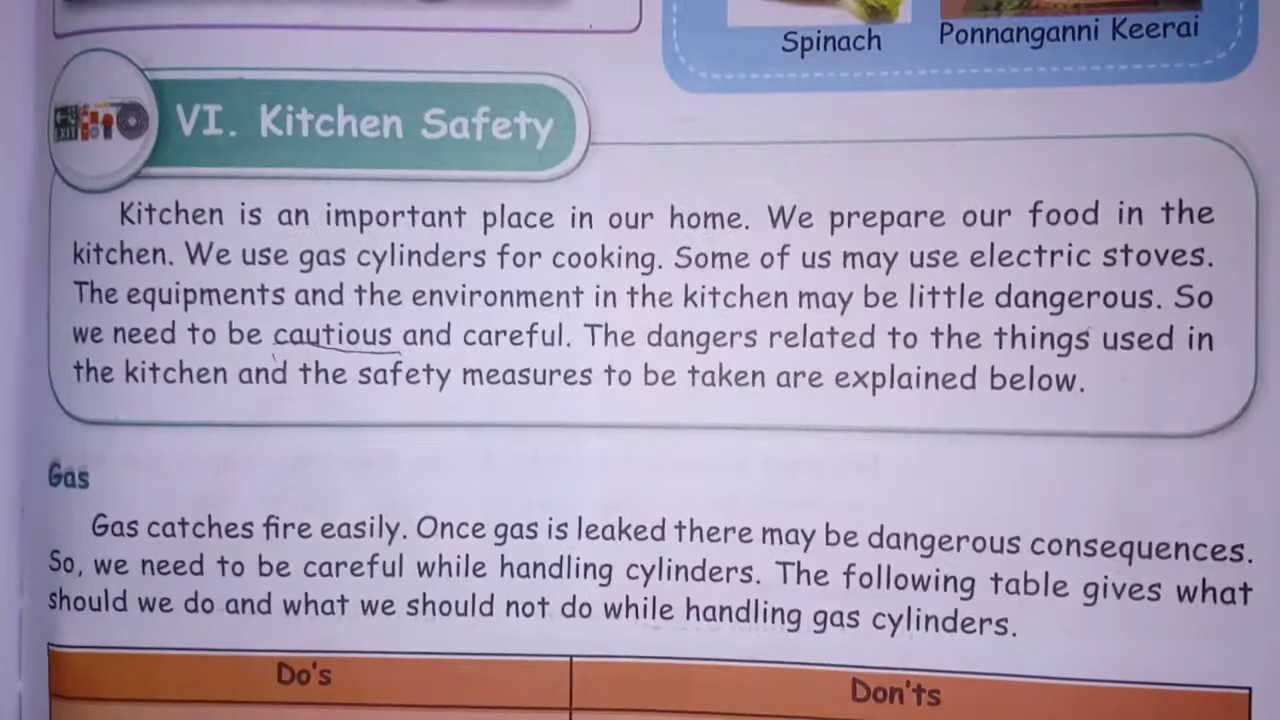 Spinach
Ponnanganni Keerai
VI. Kitchen Safety
Kitchen is an important place in our home. We prepare our food in the
kitchen. We use gas cylinders for cooking. Some of us may use electric stoves.
The equipments and the environment in the kitchen may be little dangerous. So
we need to be cautious and careful. The dangers related to the things used in
the kitchen and the safety measures to be taken are explained below.
Gas
Gas catches fire easily. Once gas is leaked there may be dangerous consequences.
So, we need to be careful while handling cylinders. The following table gives what
should we do and what we should not do while handling gas cylinders.
Do's
Don'ts